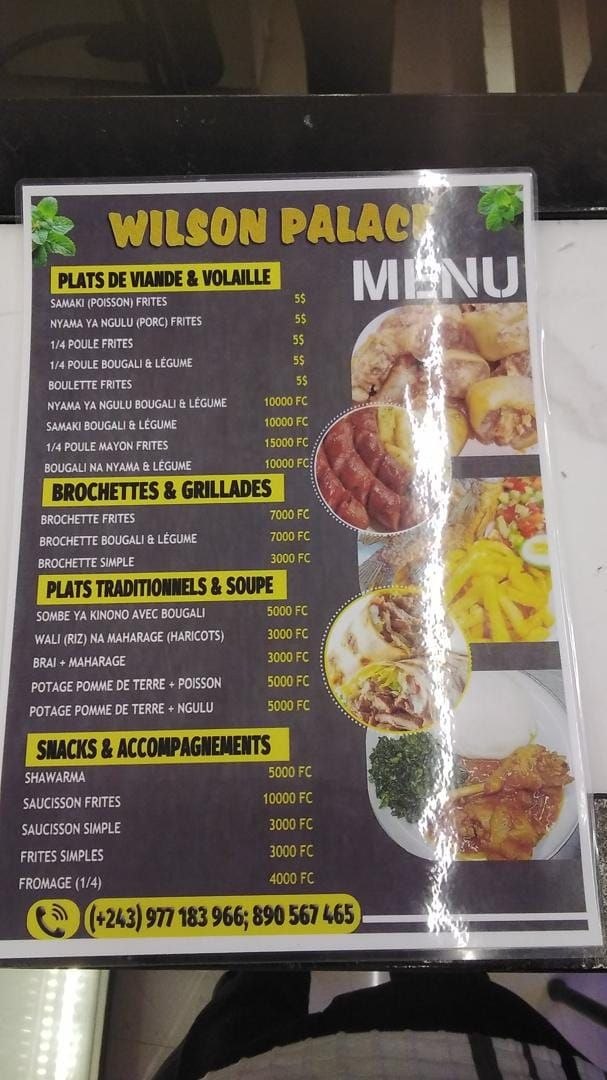 WILSON PALACE
MENU
PLATS DE VIANDE & VOLAILLE
SAMAKI (POISSON) FRITES 5$
NYAMA YA NGULU (PORC) FRITES 5$
1/4 POULE FRITES 5$
1/4 POULE BOUGALI & LÉGUME 5$
BOULETTE FRITES 5$
NYAMA YA NGULU BOUGALI & LÉGUME 10000 FC
SAMAKI BOUGALI & LÉGUME 10000 FC
1/4 POULE MAYON FRITES 15000 FC
BOUGALI NA NYAMA & LÉGUME 10000 FC
BROCHETTES & GRILLADES
BROCHETTE FRITES 7000 FC
BROCHETTE BOUGALI & LÉGUME 7000 FC
BROCHETTE SIMPLE 3000 FC
PLATS TRADITIONNELS & SOUPE
SOMBE YA KINONO AVEC BOUGALI 5000 FC
WALI (RIZ) NA MAHARAGE (HARICOTS) 3000 FC
BRAI + MAHARAGE 3000 FC
POTAGE POMME DE TERRE + POISSON 5000 FC
POTAGE POMME DE TERRE + NGULU 5000 FC
SNACKS & ACCOMPAGNEMENTS
SHAWARMA 5000 FC
SAUCISSON FRITES 10000 FC
SAUCISSON SIMPLE 3000 FC
FRITES SIMPLES 3000 FC
FROMAGE (1/4) 4000 FC
(+243) 977 183 966; 890 567 465